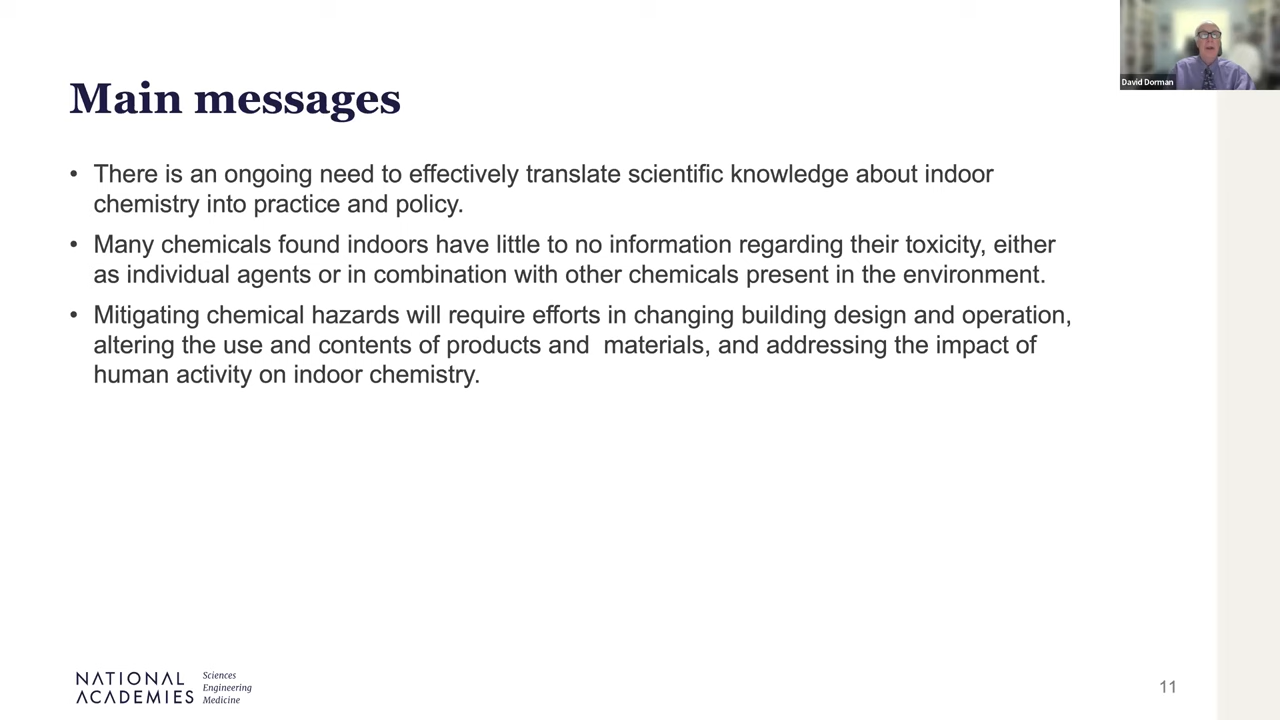 David Dorman
Main messages
• There is an ongoing need to effectively translate scientific knowledge about indoor
chemistry into practice and policy.
• Many chemicals found indoors have little to no information regarding their toxicity, either
as individual agents or in combination with other chemicals present in the environment.
• Mitigating chemical hazards will require efforts in changing building design and operation,
altering the use and contents of products and  materials, and addressing the impact of
human activity on indoor chemistry.
NATIONAL
ACADEMIES
Sciences
Engineering
Medicine
11